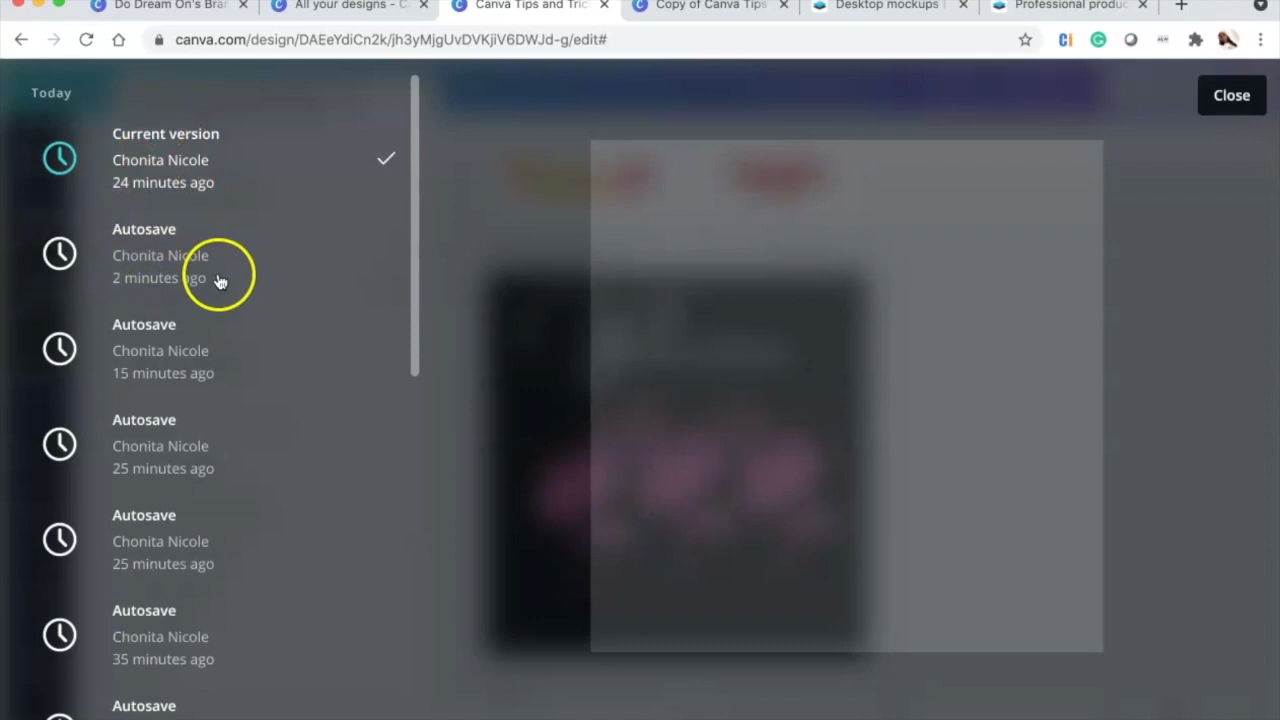 Do Dream On's Bran
All your designs - C
Canva Tips and Tric
Copy of Canva Tips
Desktop mockups
Professional produc
canva.com/design/DAEeYdiCn2k/jh3yMjgUvDVKjiV6DWJd-g/edit#
Close
Today
Current version
Chonita Nicole
24 minutes ago
Autosave
Chonita Nicole
2 minutes ago
Autosave
Chonita Nicole
15 minutes ago
Autosave
Chonita Nicole
25 minutes ago
Autosave
Chonita Nicole
25 minutes ago
Autosave
Chonita Nicole
35 minutes ago
Autosave